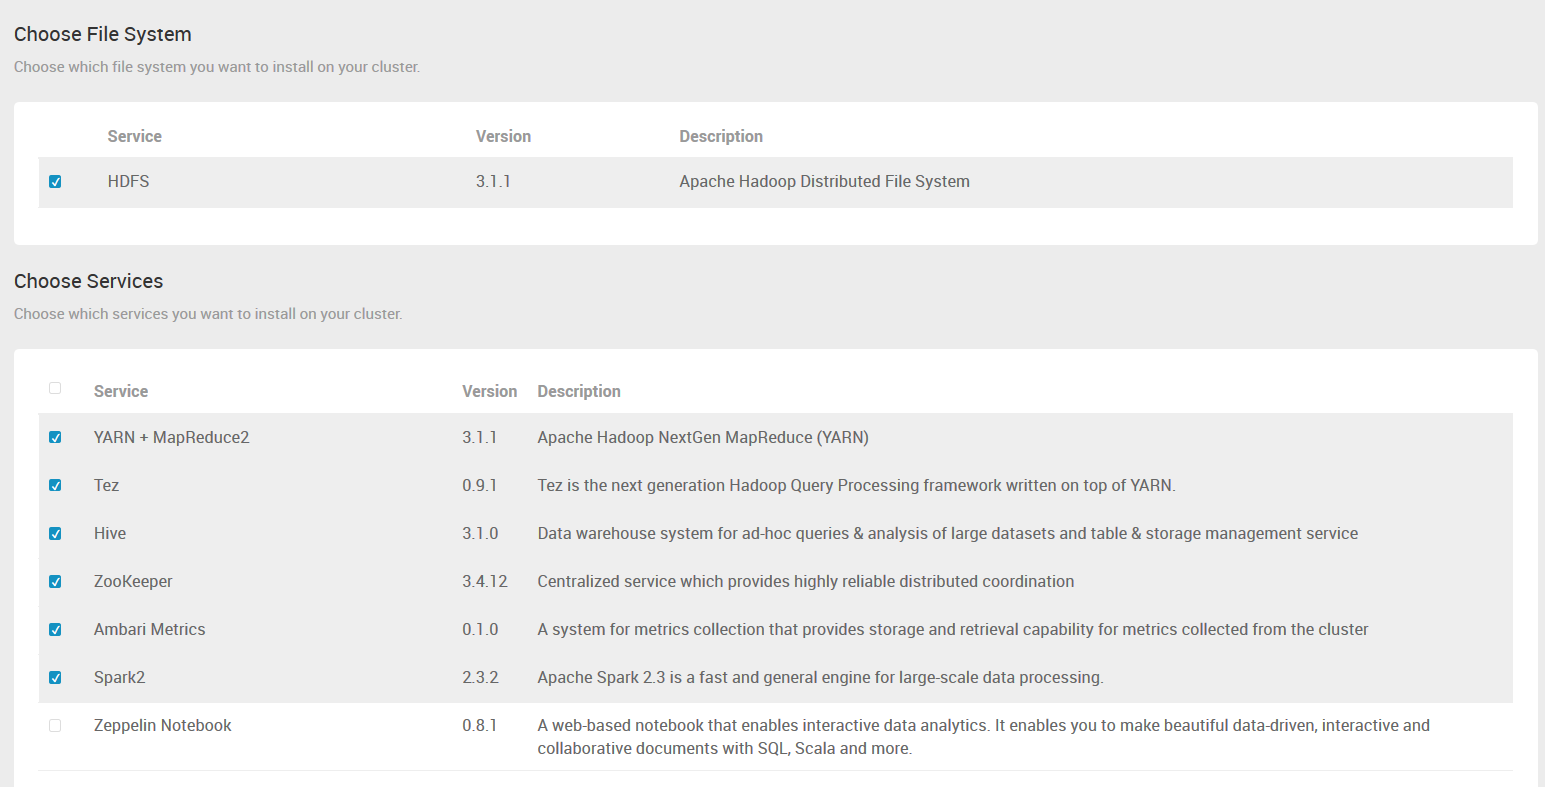 Choose File System
Choose which file system you want to install on your cluster.
Service Version Description
HDFS 3.1.1 Apache Hadoop Distributed File System
Choose Services
Choose which services you want to install on your cluster.
Service Version Description
YARN + MapReduce2 3.1.1 Apache Hadoop NextGen MapReduce (YARN)
Tez 0.9.1 Tez is the next generation Hadoop Query Processing framework written on top of YARN.
Hive 3.1.0 Data warehouse system for ad-hoc queries & analysis of large datasets and table & storage management service
ZooKeeper 3.4.12 Centralized service which provides highly reliable distributed coordination
Ambari Metrics 0.1.0 A system for metrics collection that provides storage and retrieval capability for metrics collected from the cluster
Spark2 2.3.2 Apache Spark 2.3 is a fast and general engine for large-scale data processing.
Zeppelin Notebook 0.8.1 A web-based notebook that enables interactive data analytics. It enables you to make beautiful data-driven, interactive and
collaborative documents with SQL, Scala and more.